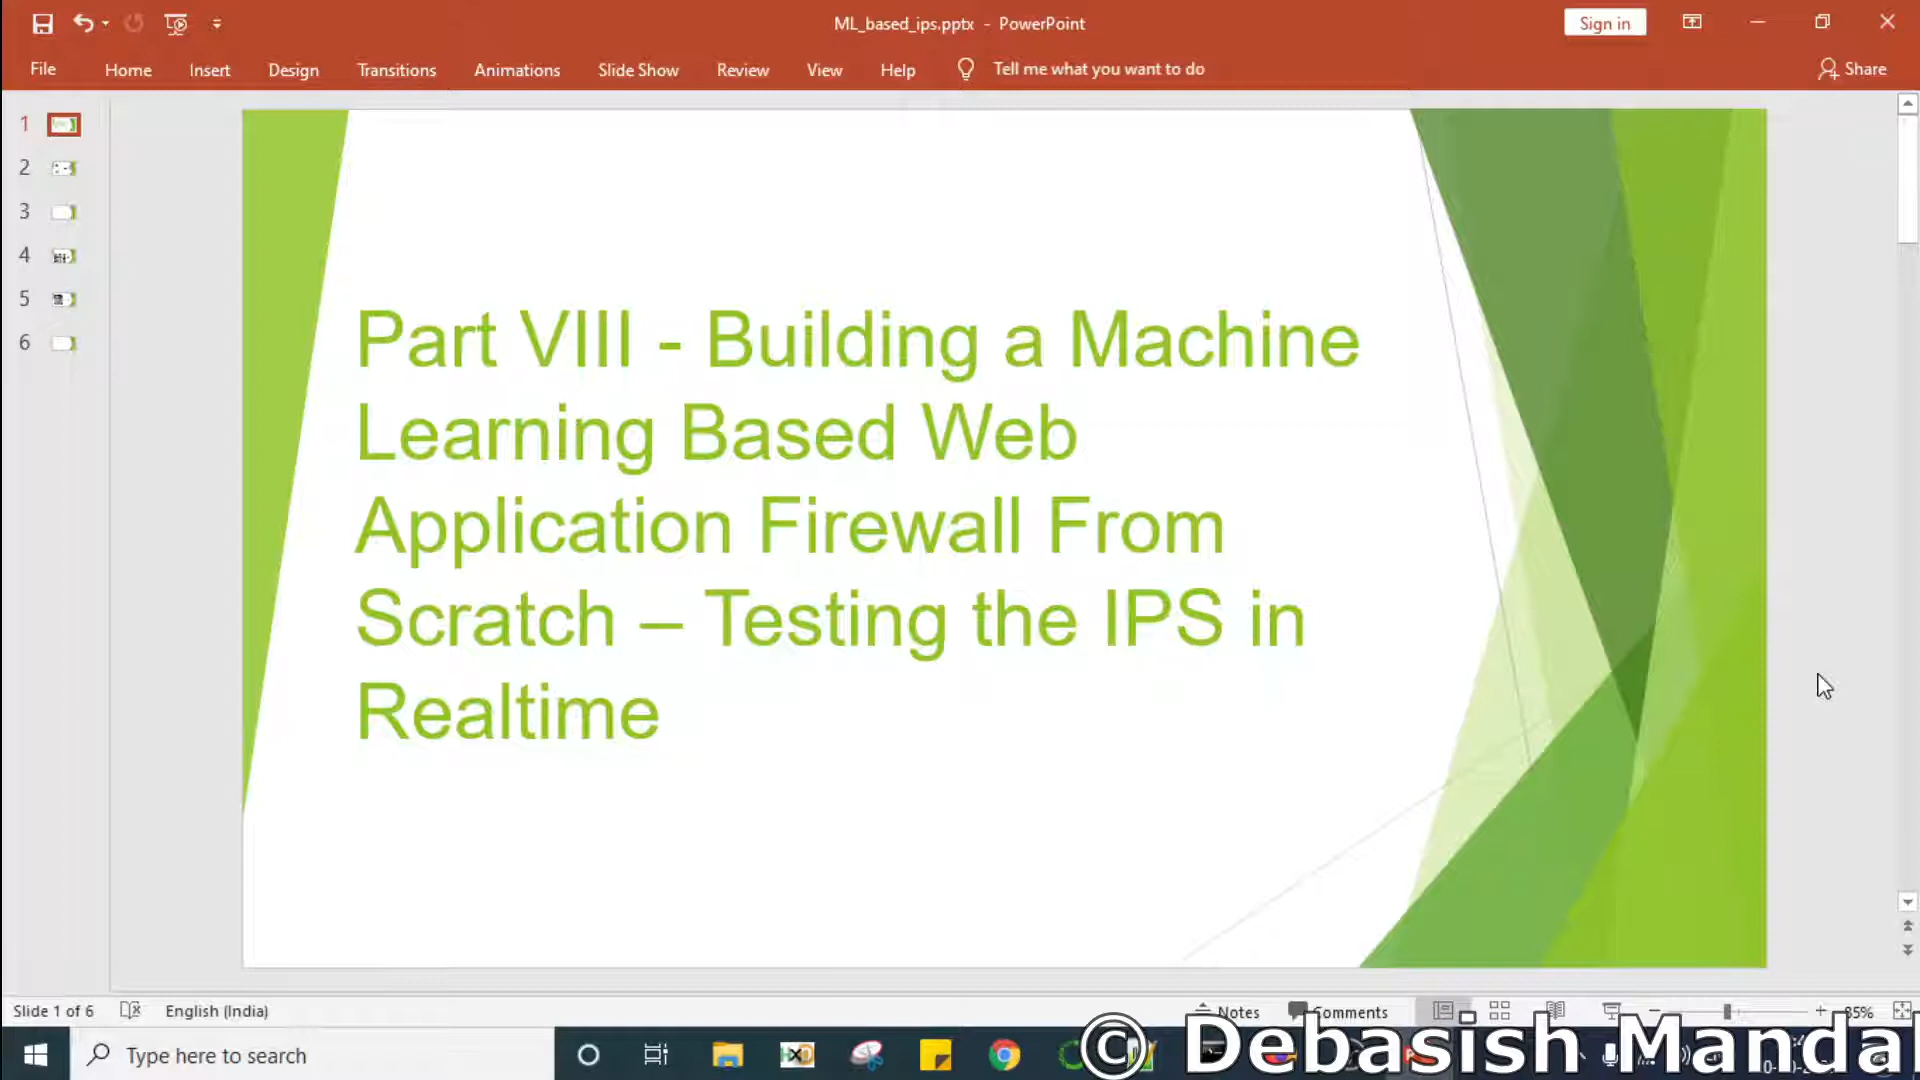 ML_based_ips.pptx - PowerPoint
Sign in
File Home Insert Design Transitions Animations Slide Show Review View Help Tell me what you want to do
Share
1
2
3
4
5
6
Part VIII - Building a Machine
Learning Based Web
Application Firewall From
Scratch – Testing the IPS in
Realtime
Slide 1 of 6 English (India) Notes Comments 85%
Type here to search
© Debasish Manda